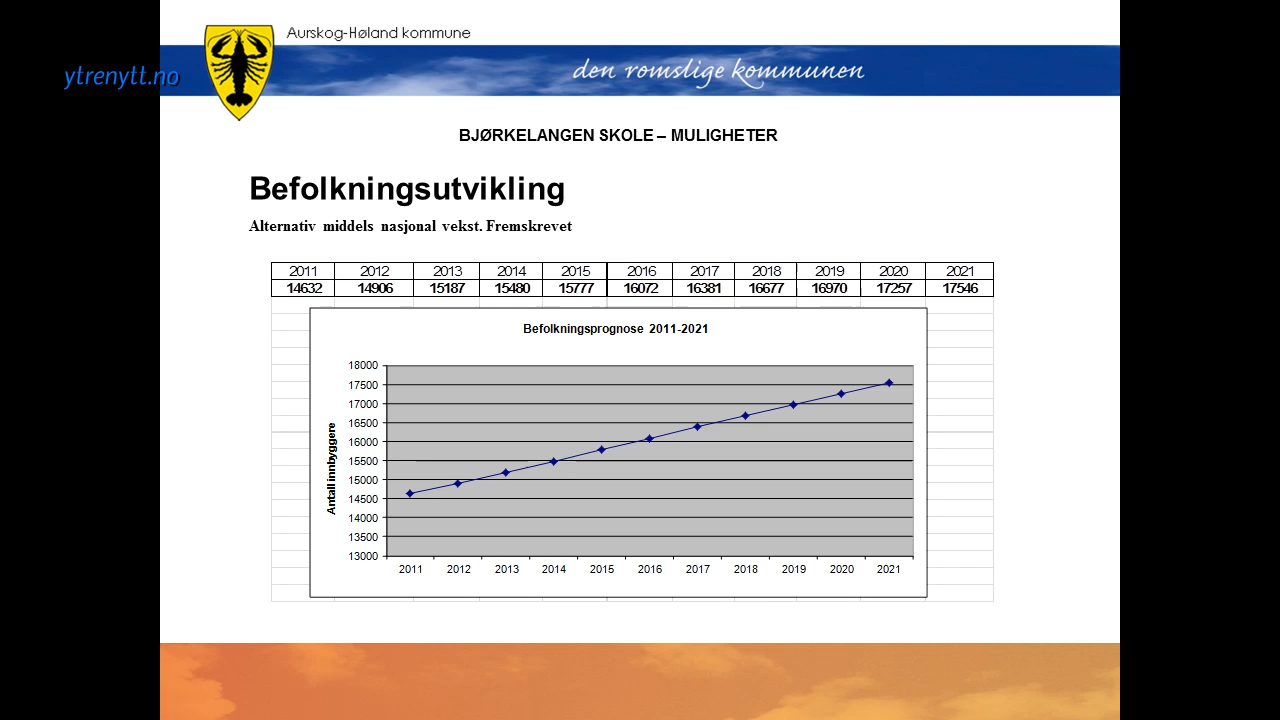 Aurskog-Høland kommune
ytrenytt.no
den romslige kommunen
BJØRKELANGEN SKOLE – MULIGHETER
Befolkningsutvikling
Alternativ middels nasjonal vekst. Fremskrevet
2011 2012 2013 2014 2015 2016 2017 2018 2019 2020 2021
14632 14906 15187 15480 15777 16072 16381 16677 16970 17257 17546
Befolkningsprognose 2011-2021
Antall innbyggere
18000
17500
17000
16500
16000
15500
15000
14500
14000
13500
13000
2011 2012 2013 2014 2015 2016 2017 2018 2019 2020 2021